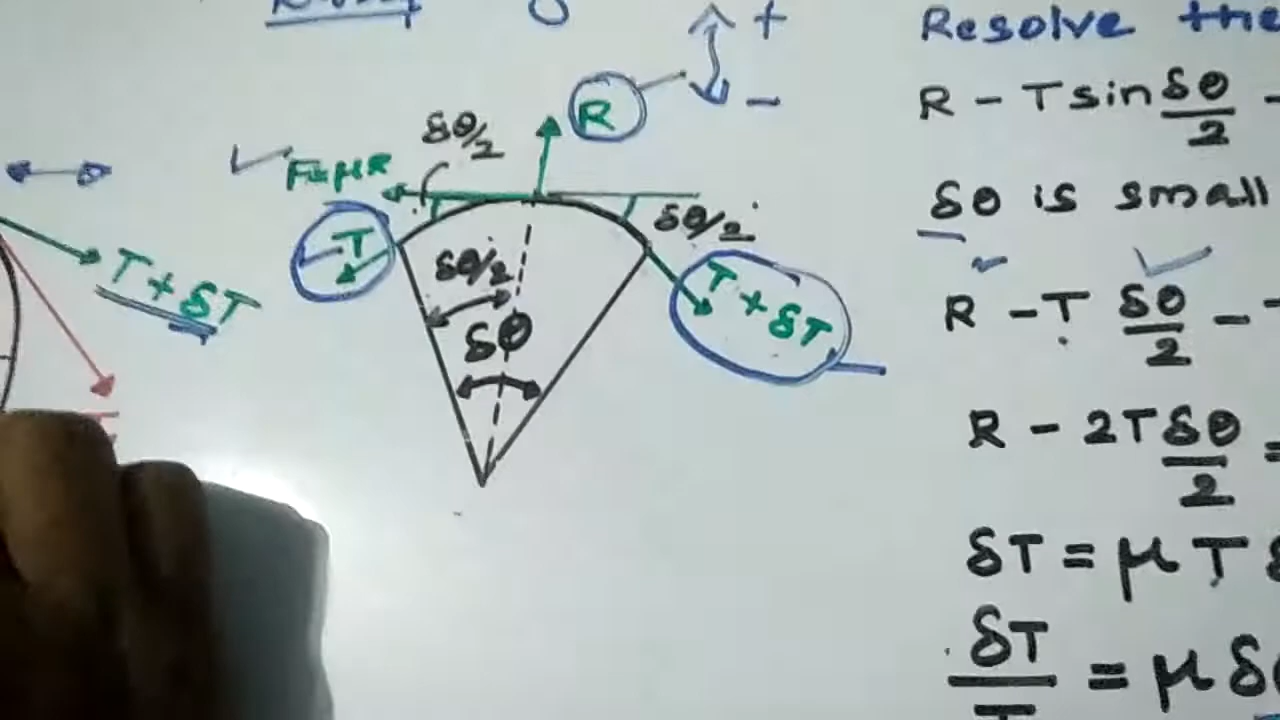 +
R
δθ/2
F=μR
T
δθ/2
δθ/2
T + δT
T + δT
δθ
-
Resolve the
R - T sin δθ/2 -
δθ is small
R - T δθ/2 -
R - 2T δθ/2 =
δT = μ T
δT/T = μ δ